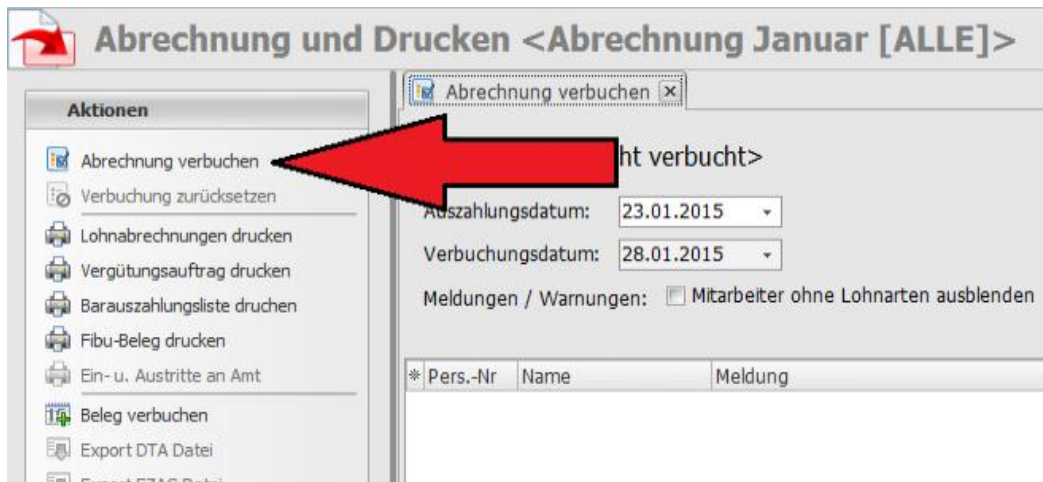 Abrechnung und Drucken <Abrechnung Januar [ALLE]>
Aktionen
Abrechnung verbuchen
Verbuchung zurücksetzen
Lohnabrechnungen drucken
Vergütungsauftrag drucken
Barauszahlungsliste druchen
Fibu-Beleg drucken
Ein- u. Austritte an Amt
Beleg verbuchen
Export DTA Datei
Abrechnung verbuchen
verbucht>
Auszahlungsdatum: 23.01.2015
Verbuchungsdatum: 28.01.2015
Meldungen / Warnungen: Mitarbeiter ohne Lohnarten ausblenden
* Pers.-Nr Name Meldung